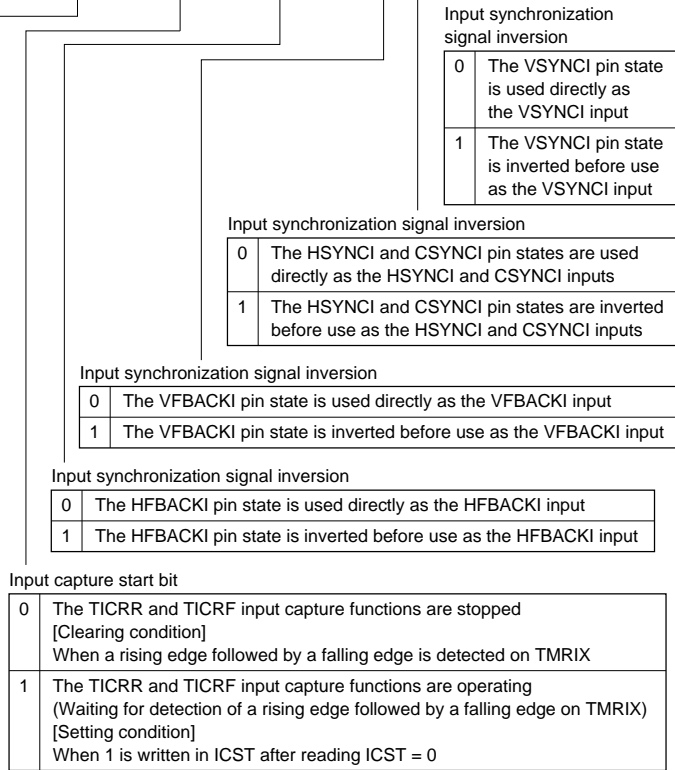 Input synchronization
signal inversion
0 The VSYNCI pin state
is used directly as
the VSYNCI input
1 The VSYNCI pin state
is inverted before use
as the VSYNCI input
Input synchronization signal inversion
0 The HSYNCI and CSYNCI pin states are used
directly as the HSYNCI and CSYNCI inputs
1 The HSYNCI and CSYNCI pin states are inverted
before use as the HSYNCI and CSYNCI inputs
Input synchronization signal inversion
0 The VFBACKI pin state is used directly as the VFBACKI input
1 The VFBACKI pin state is inverted before use as the VFBACKI input
Input synchronization signal inversion
0 The HFBACKI pin state is used directly as the HFBACKI input
1 The HFBACKI pin state is inverted before use as the HFBACKI input
Input capture start bit
0 The TICRR and TICRF input capture functions are stopped
[Clearing condition]
When a rising edge followed by a falling edge is detected on TMRIX
1 The TICRR and TICRF input capture functions are operating
(Waiting for detection of a rising edge followed by a falling edge on TMRIX)
[Setting condition]
When 1 is written in ICST after reading ICST = 0